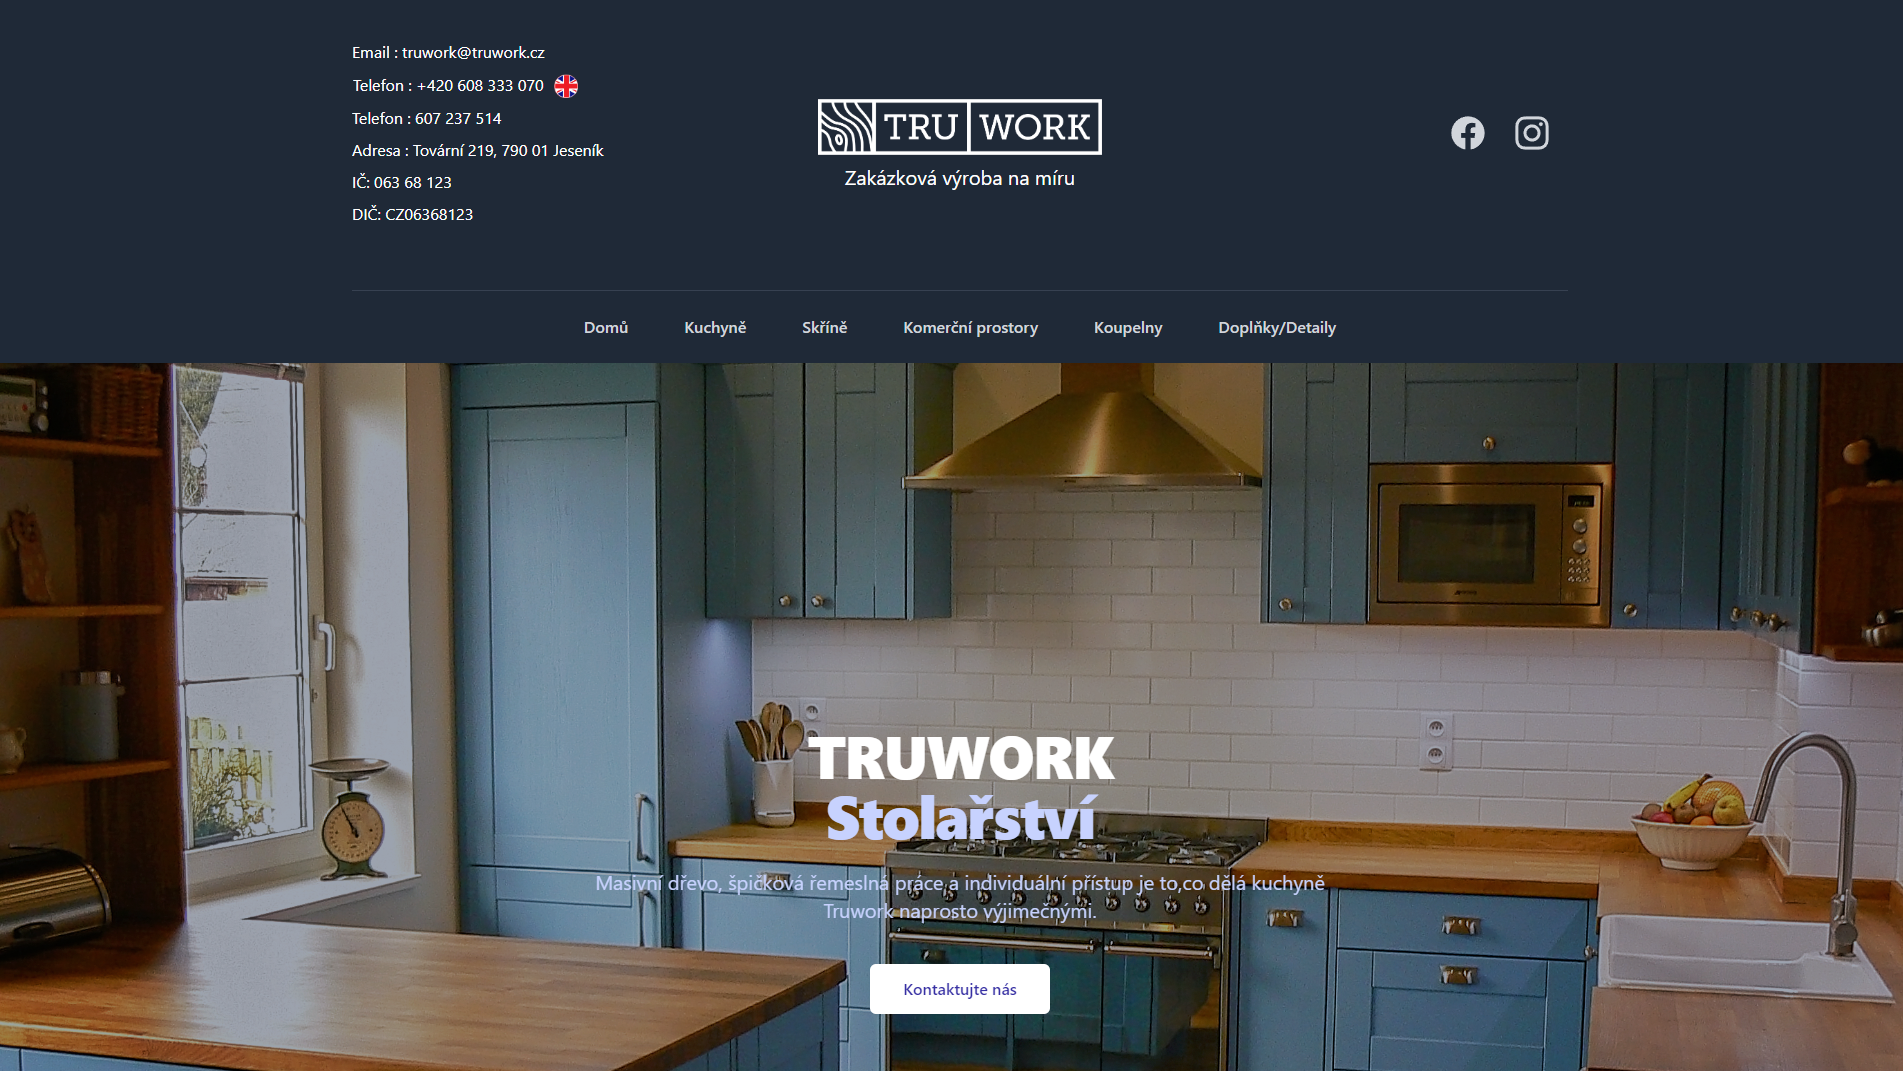 Email : truwork@truwork.cz
Telefon : +420 608 333 070
Telefon : 607 237 514
Adresa : Tovární 219, 790 01 Jeseník
IČ: 063 68 123
DIČ: CZ06368123
TRU WORK
Zakázková výroba na míru
Domů
Kuchyně
Skříně
Komerční prostory
Koupelny
Doplňky/Detaily
TRUWORK
Stolařství
Masivní dřevo, špičková řemeslná práce a individuální přístup je to,co dělá kuchyně
Truwork naprosto výjimečnými.
Kontaktujte nás